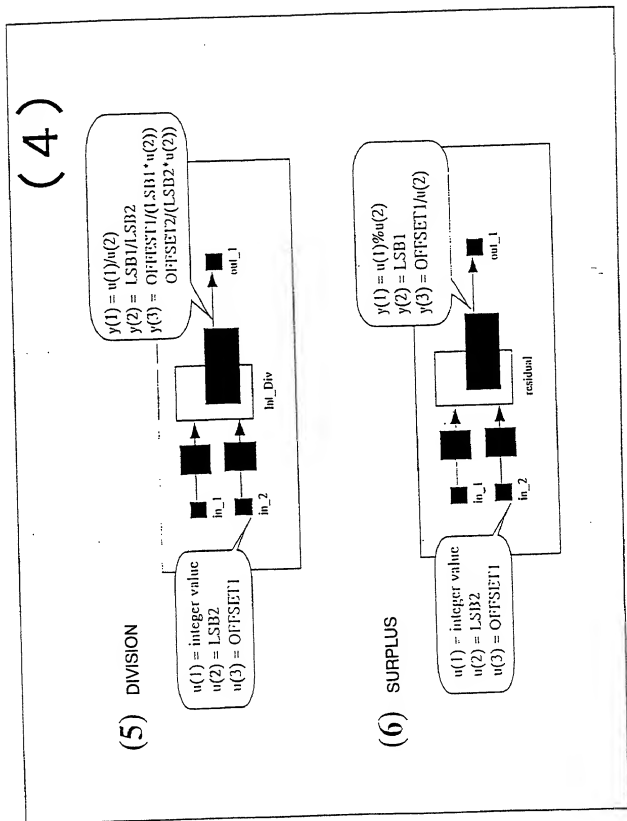 (4)
(5) DIVISION
u(1) = integer value
u(2) = LSB2
u(3) = OFFSET1
in_1
in_2
Int_Div
out_1
y(1) = u(1)/u(2)
y(2) = LSB1/LSB2
y(3) = OFFEST1/(LSB1*u(2))
OFFSET2/(LSB2*u(2))
(6) SURPLUS
u(1) = integer value
u(2) = LSB2
u(3) = OFFSET1
in_1
in_2
residual
out_1
y(1) = u(1)%u(2)
y(2) = LSB1
y(3) = OFFSET1/u(2)